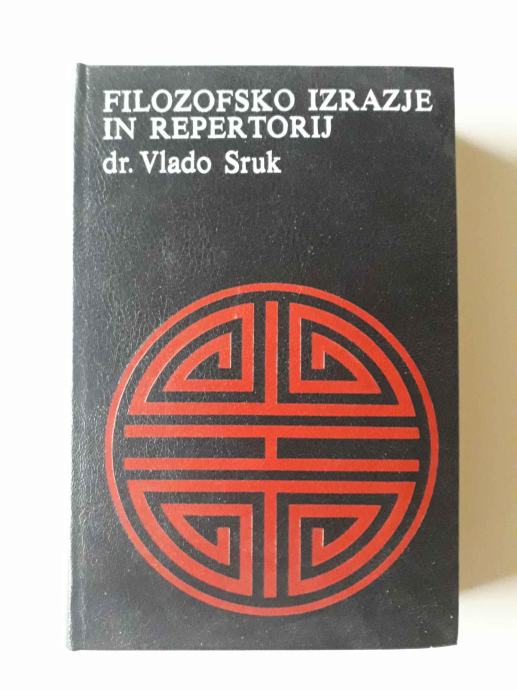 FILOZOFSKO IZRAZJE
IN REPERTORIJ
dr. Vlado Sruk